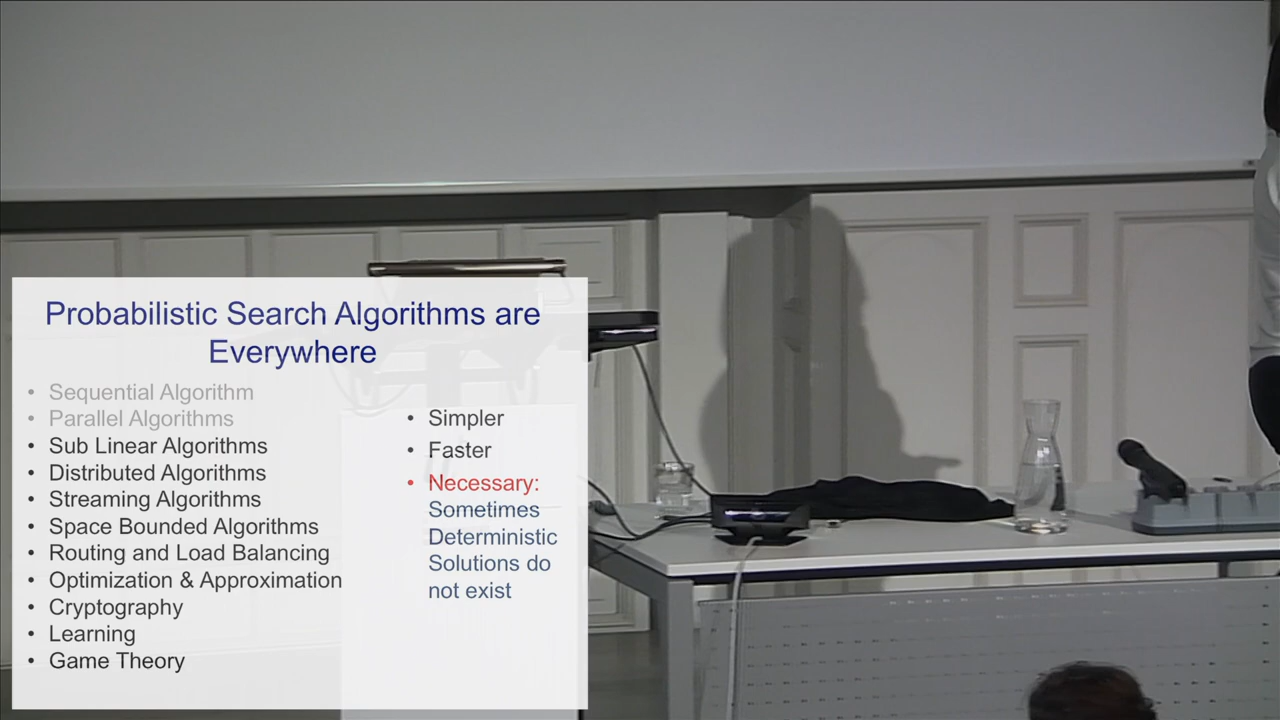 Probabilistic Search Algorithms are
Everywhere
• Sequential Algorithm
• Parallel Algorithms
• Sub Linear Algorithms
• Distributed Algorithms
• Streaming Algorithms
• Space Bounded Algorithms
• Routing and Load Balancing
• Optimization & Approximation
• Cryptography
• Learning
• Game Theory
• Simpler
• Faster
• Necessary:
Sometimes
Deterministic
Solutions do
not exist